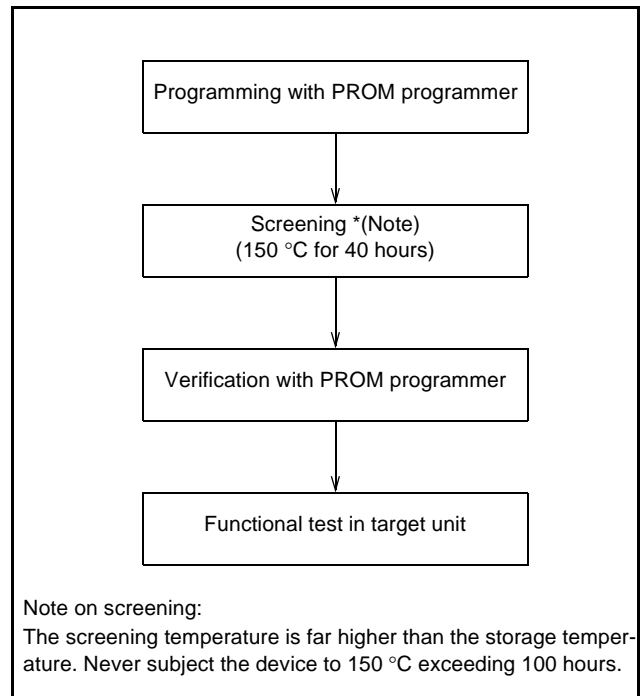 Programming with PROM programmer
Screening *(Note)
(150 °C for 40 hours)
Verification with PROM programmer
Functional test in target unit
Note on screening:
The screening temperature is far higher than the storage temper-
ature. Never subject the device to 150 °C exceeding 100 hours.